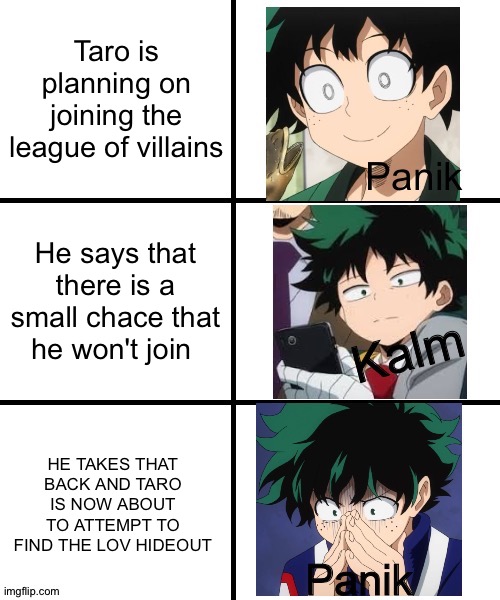 Taro is
planning on
joining the
league of villains
Panik
He says that
there is a
small chace that
he won't join
Kalm
HE TAKES THAT
BACK AND TARO
IS NOW ABOUT
TO ATTEMPT TO
FIND THE LOV HIDEOUT
Panik
imgflip.com